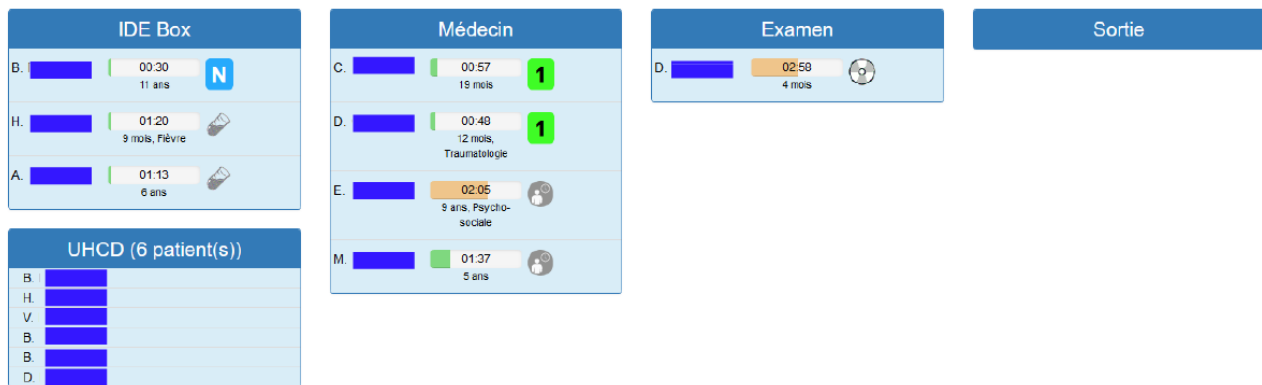 IDE Box
B.
00:30
11 ans
N
H.
01:20
9 mois, Fièvre
A.
01:13
6 ans
UHCD (6 patient(s))
B.
H.
V.
B.
B.
D.
Médecin
C.
00:57
19 mois
1
D.
00:48
12 mois,
Traumatologie
1
E.
02:05
9 ans, Psycho-
sociale
M.
01:37
5 ans
Examen
D.
02:58
4 mois
Sortie